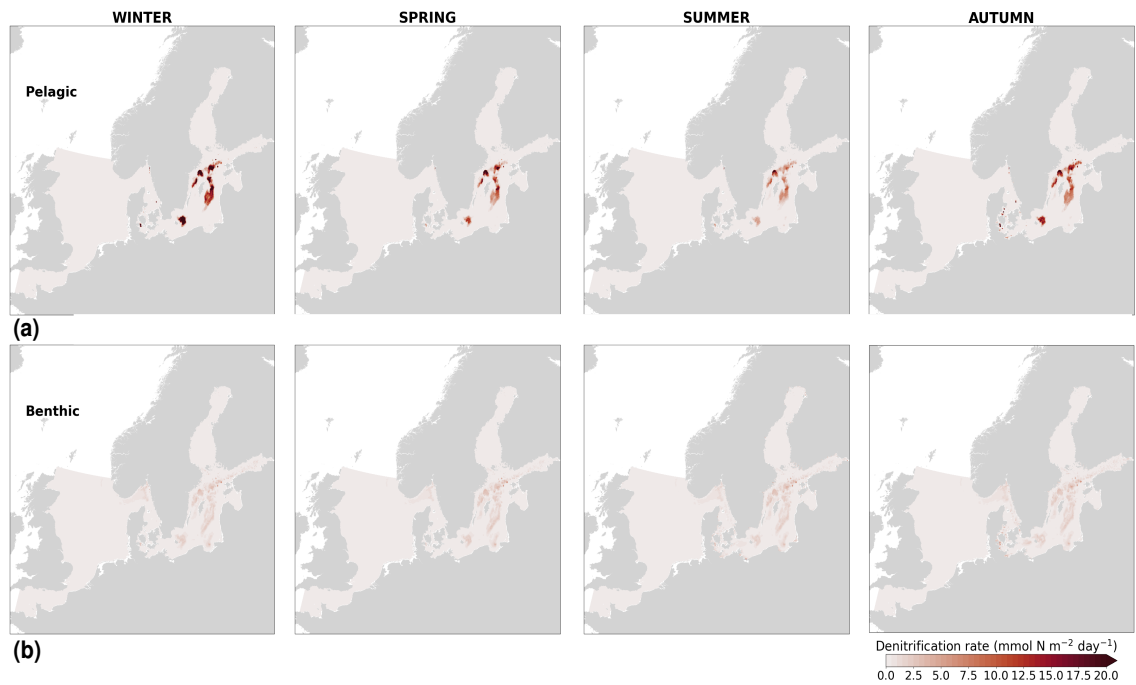 WINTER SPRING SUMMER AUTUMN
Pelagic
(a)
Benthic
(b)
Denitrification rate (mmol N m⁻² day⁻¹)
0.0 2.5 5.0 7.5 10.0 12.5 15.0 17.5 20.0